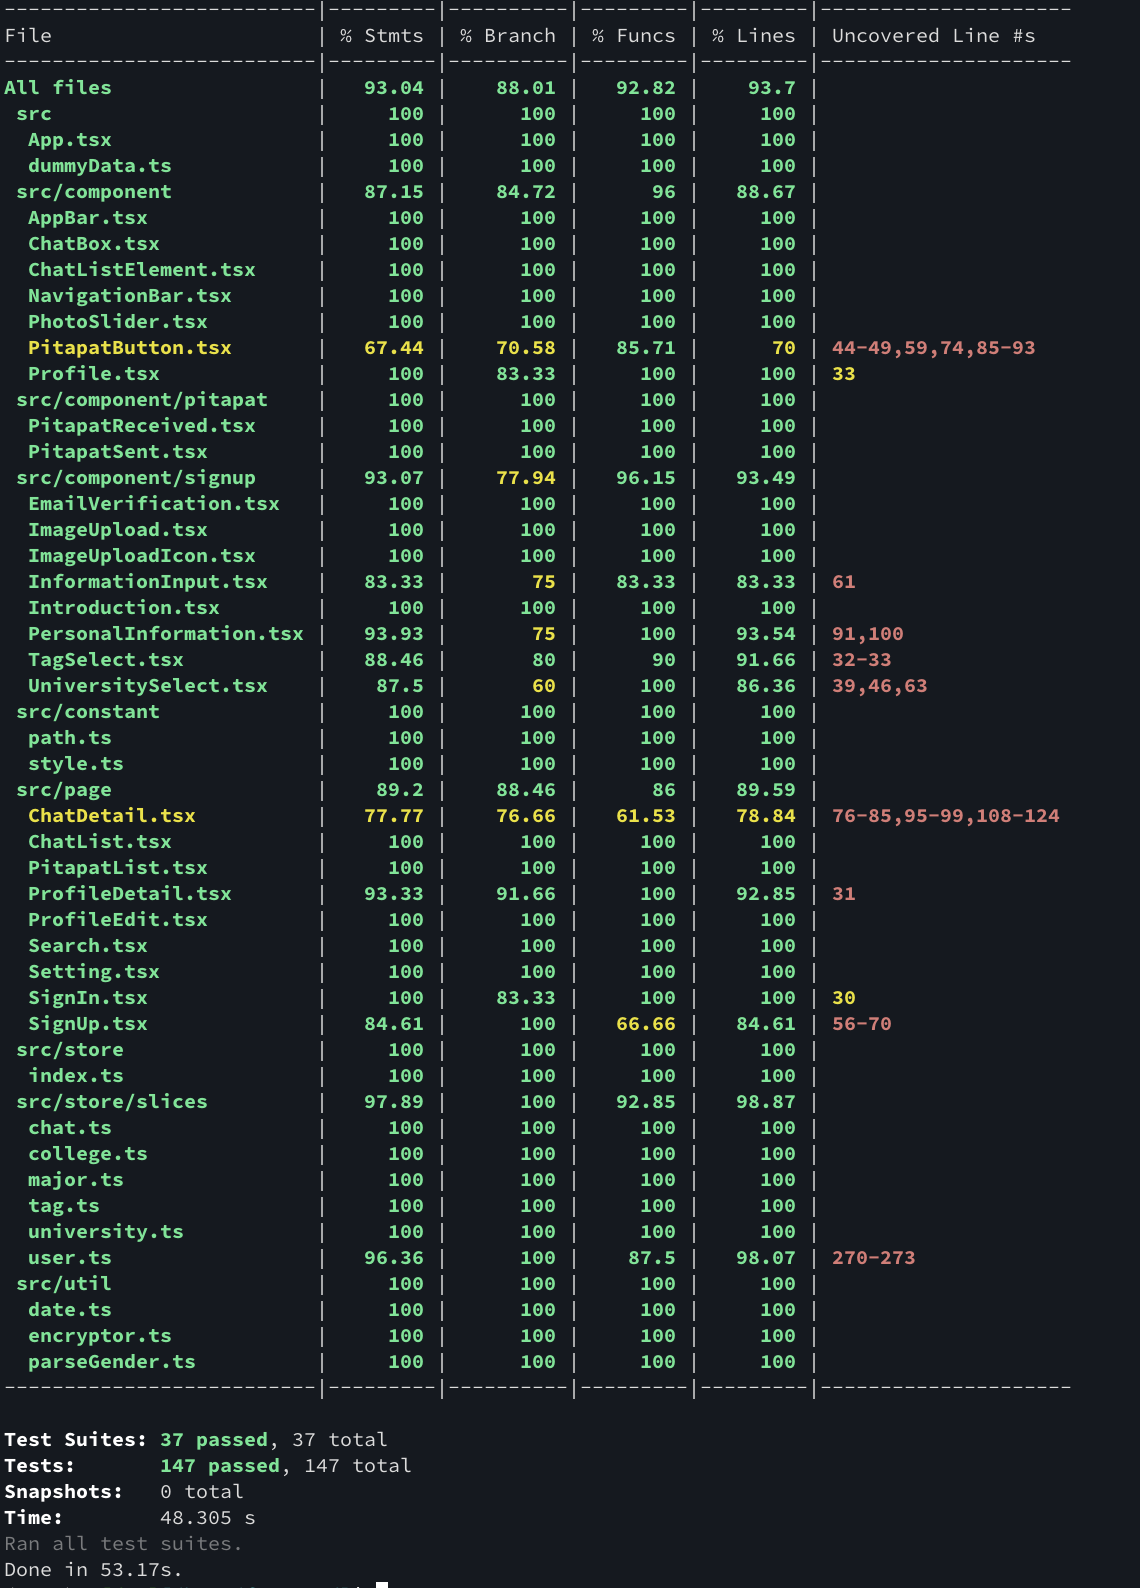 --------------------------|---------|----------|---------|---------|---------------------
File                      | % Stmts | % Branch | % Funcs | % Lines | Uncovered Line #s
--------------------------|---------|----------|---------|---------|---------------------
All files                 |   93.04 |    88.01 |   92.82 |    93.7 |
 src                      |     100 |      100 |     100 |     100 |
  App.tsx                 |     100 |      100 |     100 |     100 |
  dummyData.ts            |     100 |      100 |     100 |     100 |
 src/component            |   87.15 |    84.72 |      96 |   88.67 |
  AppBar.tsx              |     100 |      100 |     100 |     100 |
  ChatBox.tsx             |     100 |      100 |     100 |     100 |
  ChatListElement.tsx     |     100 |      100 |     100 |     100 |
  NavigationBar.tsx       |     100 |      100 |     100 |     100 |
  PhotoSlider.tsx         |     100 |      100 |     100 |     100 |
  PitapatButton.tsx       |   67.44 |    70.58 |   85.71 |      70 | 44-49,59,74,85-93
  Profile.tsx             |     100 |    83.33 |     100 |     100 | 33
 src/component/pitapat    |     100 |      100 |     100 |     100 |
  PitapatReceived.tsx     |     100 |      100 |     100 |     100 |
  PitapatSent.tsx         |     100 |      100 |     100 |     100 |
 src/component/signup     |   93.07 |    77.94 |   96.15 |   93.49 |
  EmailVerification.tsx   |     100 |      100 |     100 |     100 |
  ImageUpload.tsx         |     100 |      100 |     100 |     100 |
  ImageUploadIcon.tsx     |     100 |      100 |     100 |     100 |
  InformationInput.tsx    |   83.33 |       75 |   83.33 |   83.33 | 61
  Introduction.tsx        |     100 |      100 |     100 |     100 |
  PersonalInformation.tsx |   93.93 |       75 |     100 |   93.54 | 91,100
  TagSelect.tsx           |   88.46 |       80 |      90 |   91.66 | 32-33
  UniversitySelect.tsx    |    87.5 |       60 |     100 |   86.36 | 39,46,63
 src/constant             |     100 |      100 |     100 |     100 |
  path.ts                 |     100 |      100 |     100 |     100 |
  style.ts                |     100 |      100 |     100 |     100 |
 src/page                 |    89.2 |    88.46 |      86 |   89.59 |
  ChatDetail.tsx          |   77.77 |    76.66 |   61.53 |   78.84 | 76-85,95-99,108-124
  ChatList.tsx            |     100 |      100 |     100 |     100 |
  PitapatList.tsx         |     100 |      100 |     100 |     100 |
  ProfileDetail.tsx       |   93.33 |    91.66 |     100 |   92.85 | 31
  ProfileEdit.tsx         |     100 |      100 |     100 |     100 |
  Search.tsx              |     100 |      100 |     100 |     100 |
  Setting.tsx             |     100 |      100 |     100 |     100 |
  SignIn.tsx              |     100 |    83.33 |     100 |     100 | 30
  SignUp.tsx              |   84.61 |      100 |   66.66 |   84.61 | 56-70
 src/store                |     100 |      100 |     100 |     100 |
  index.ts                |     100 |      100 |     100 |     100 |
 src/store/slices         |   97.89 |      100 |   92.85 |   98.87 |
  chat.ts                 |     100 |      100 |     100 |     100 |
  college.ts              |     100 |      100 |     100 |     100 |
  major.ts                |     100 |      100 |     100 |     100 |
  tag.ts                  |     100 |      100 |     100 |     100 |
  university.ts           |     100 |      100 |     100 |     100 |
  user.ts                 |   96.36 |      100 |    87.5 |   98.07 | 270-273
 src/util                 |     100 |      100 |     100 |     100 |
  date.ts                 |     100 |      100 |     100 |     100 |
  encryptor.ts            |     100 |      100 |     100 |     100 |
  parseGender.ts          |     100 |      100 |     100 |     100 |
--------------------------|---------|----------|---------|---------|---------------------
Test Suites: 37 passed, 37 total
Tests:       147 passed, 147 total
Snapshots:   0 total
Time:        48.305 s
Ran all test suites.
Done in 53.17s.